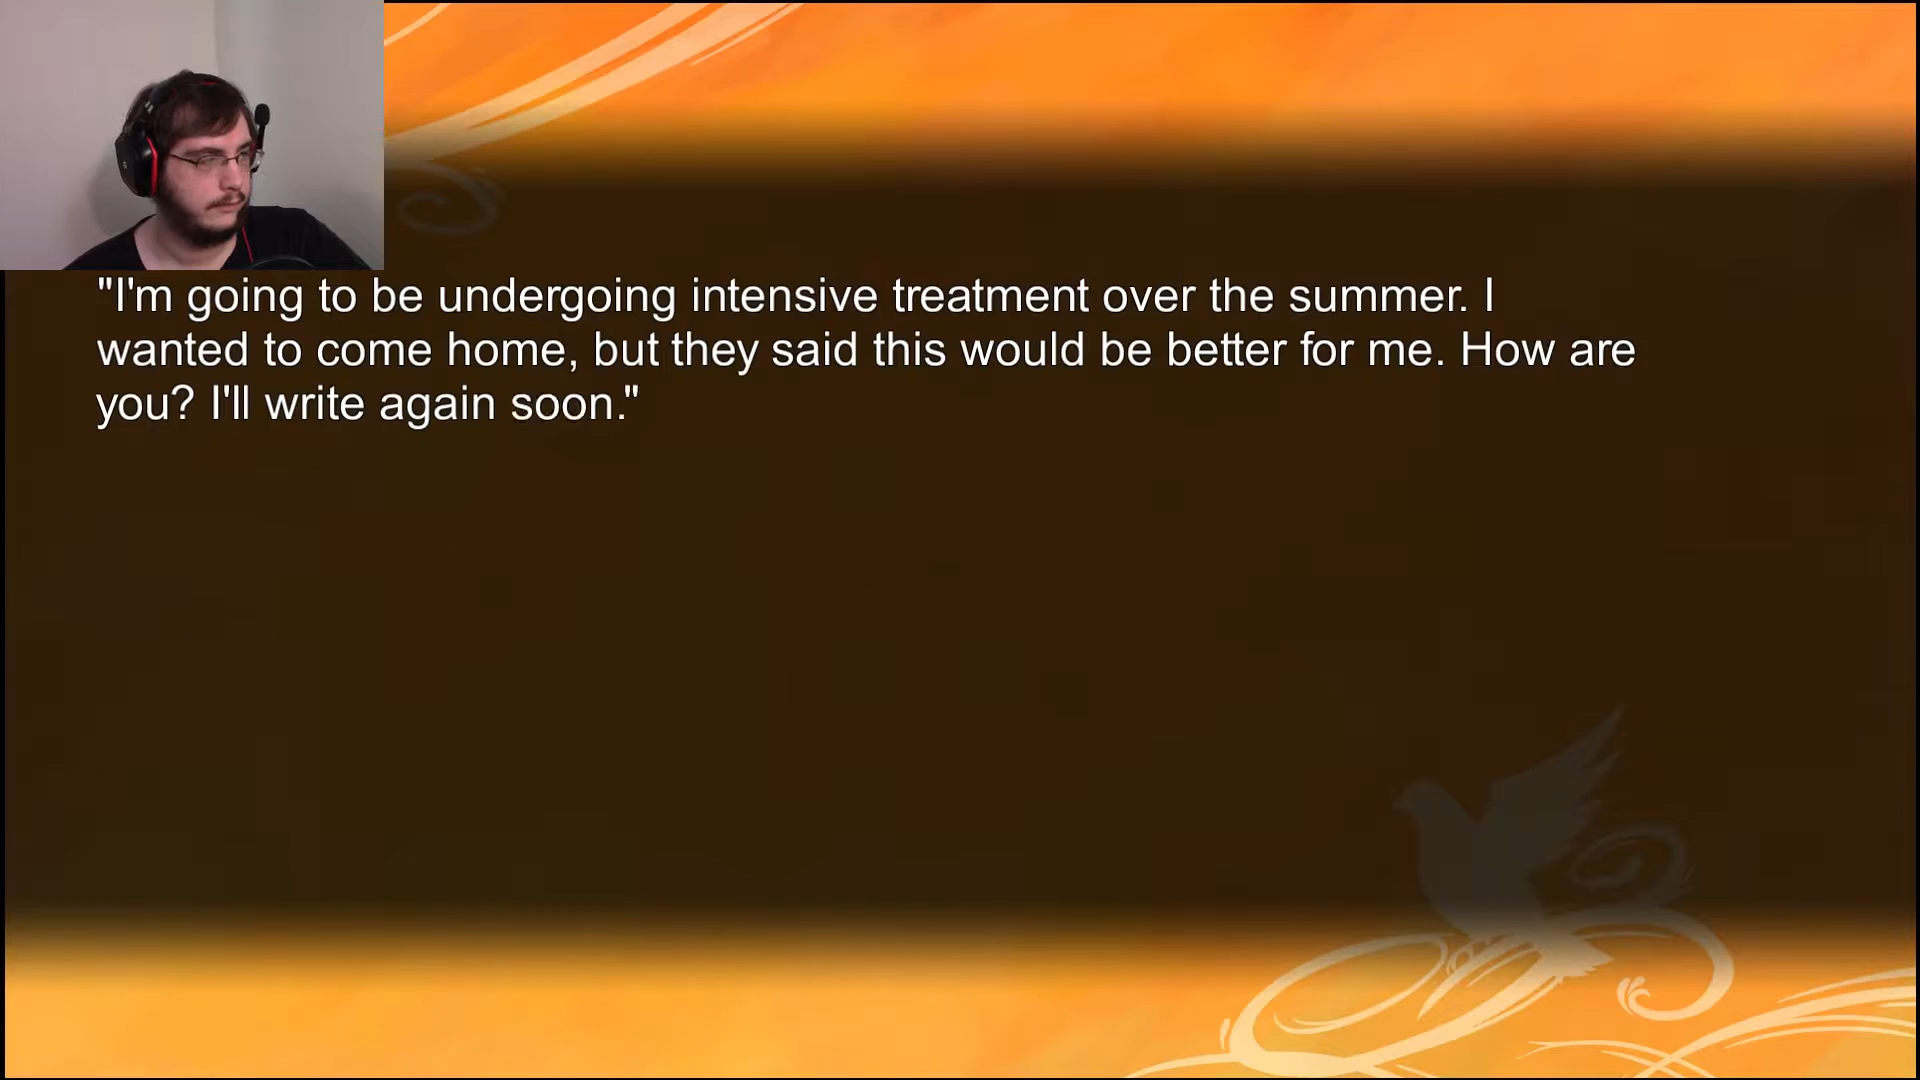 "I'm going to be undergoing intensive treatment over the summer. I
wanted to come home, but they said this would be better for me. How are
you? I'll write again soon."